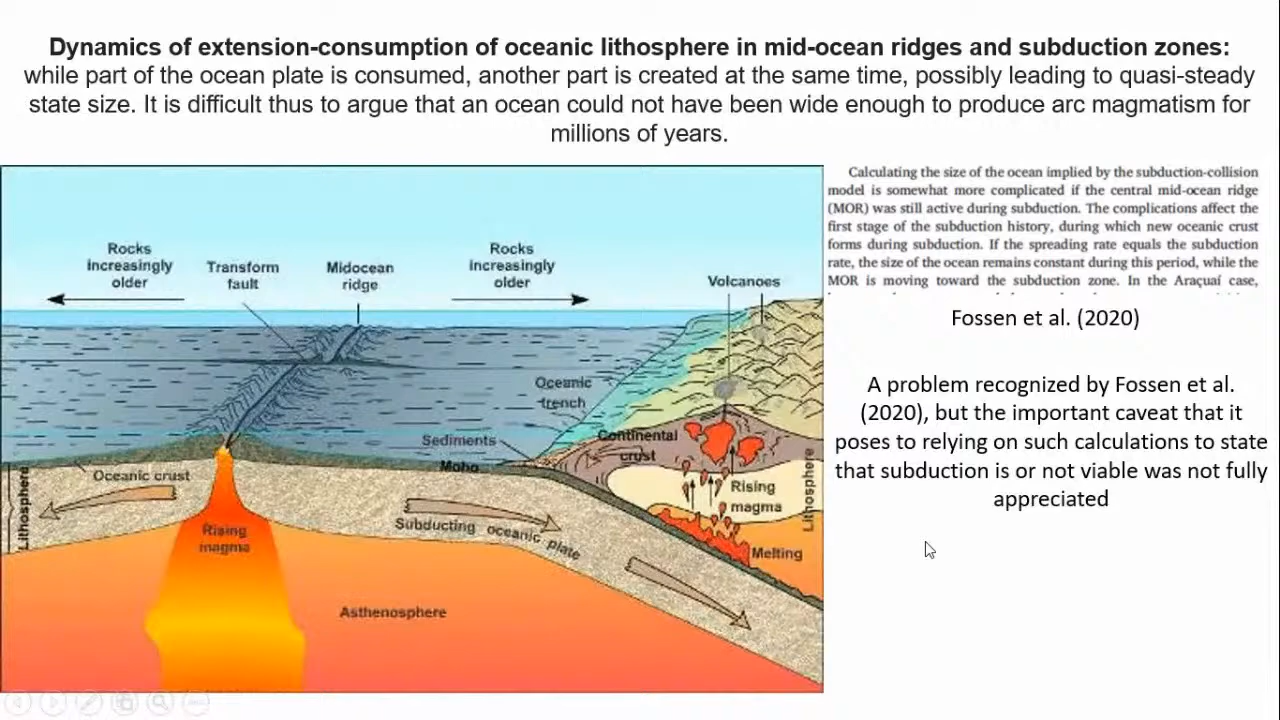 Dynamics of extension-consumption of oceanic lithosphere in mid-ocean ridges and subduction zones:
while part of the ocean plate is consumed, another part is created at the same time, possibly leading to quasi-steady
state size. It is difficult thus to argue that an ocean could not have been wide enough to produce arc magmatism for
millions of years.
Rocks
increasingly
older
Transform
fault
Midocean
ridge
Rocks
increasingly
older
Volcanoes
Oceanic
trench
Sediments
Moho
Continental
crust
Oceanic crust
Lithosphere
Rising
magma
Subducting oceanic plate
Rising
magma
Lithosphere
Melting
Asthenosphere
Calculating the size of the ocean implied by the subduction-collision
model is somewhat more complicated if the central mid-ocean ridge
(MOR) was still active during subduction. The complications affect the
first stage of the subduction history, during which new oceanic crust
forms during subduction. If the spreading rate equals the subduction
rate, the size of the ocean remains constant during this period, while the
MOR is moving toward the subduction zone. In the Araçuaí case,
Fossen et al. (2020)
A problem recognized by Fossen et al.
(2020), but the important caveat that it
poses to relying on such calculations to state
that subduction is or not viable was not fully
appreciated